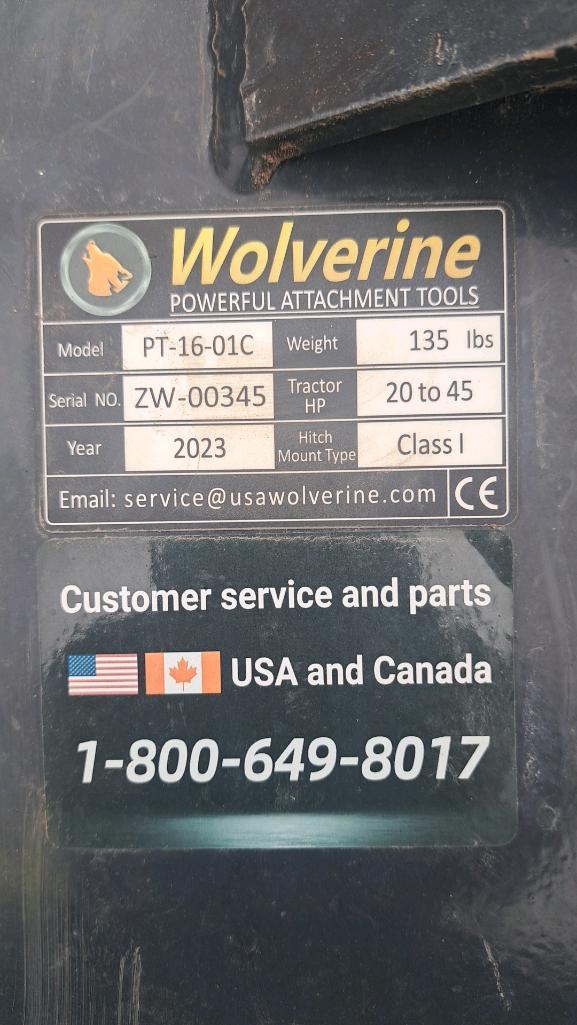 Wolverine
POWERFUL ATTACHMENT TOOLS
Model PT-16-01C Weight 135 lbs
Serial NO. ZW-00345 Tractor HP 20 to 45
Year 2023 Hitch Mount Type Class I
Email: service@usawolverine.com CE
Customer service and parts
USA and Canada
1-800-649-8017